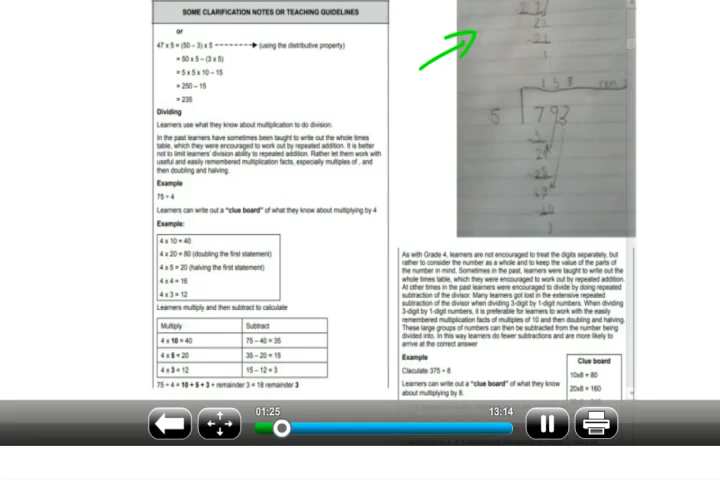 SOME CLARIFICATION NOTES OR TEACHING GUIDELINES
or
47 x 5 = (50 – 3) x 5 (using the distributive property)
= 50 x 5 – (3 x 5)
= 5 x 5 x 10 – 15
= 250 – 15
= 235
Dividing
Learners use what they know about multiplication to do division.
In the past learners have sometimes been taught to write out the whole times
table, which they were encouraged to work out by repeated addition. It is better
not to limit learners' division ability to repeated addition. Rather let them work with
useful and easily remembered multiplication facts, especially multiples of , and
then doubling and halving.
Example
75 ÷ 4
Learners can write out a "clue board" of what they know about multiplying by 4
Example:
4 x 10 = 40
4 x 20 = 80 (doubling the first statement)
4 x 5 = 20 (halving the first statement)
4 x 4 = 16
4 x 3 = 12
Learners multiply and then subtract to calculate
Multiply Subtract
4 x 10 = 40 75 – 40 = 35
4 x 5 = 20 35 – 20 = 15
4 x 3 = 12 15 – 12 = 3
75 ÷ 4 = 10 + 5 + 3 + remainder 3 = 18 remainder 3
22
21
1
158
5 793
5
25
3
As with Grade 4, learners are not encouraged to treat the digits separately, but
rather to consider the number as a whole and to keep the value of the parts of
the number in mind. Sometimes in the past, learners were taught to write out the
whole times table, which they were encouraged to work out by repeated addition.
At other times in the past learners were encouraged to divide by doing repeated
subtraction of the divisor. Many learners got lost in the extensive repeated
subtraction of the divisor when dividing 3-digit by 1-digit numbers. When dividing
3-digit by 1-digit numbers, it is preferable for learners to work with the easily
remembered multiplication facts of multiples of 10 and then doubling and halving.
These large groups of numbers can then be subtracted from the number being
divided into. In this way learners do fewer subtractions and are more likely to
arrive at the correct answer
Example
Claculate 375 ÷ 8
Learners can write out a "clue board" of what they know
about multiplying by 8.
Clue board
10x8 = 80
20x8 = 160
01:25
13:14